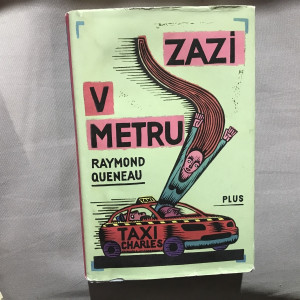 ZAZI
V
METRU
RAYMOND
QUENEAU
PLUS
TAXI
TAXI
CHARLES